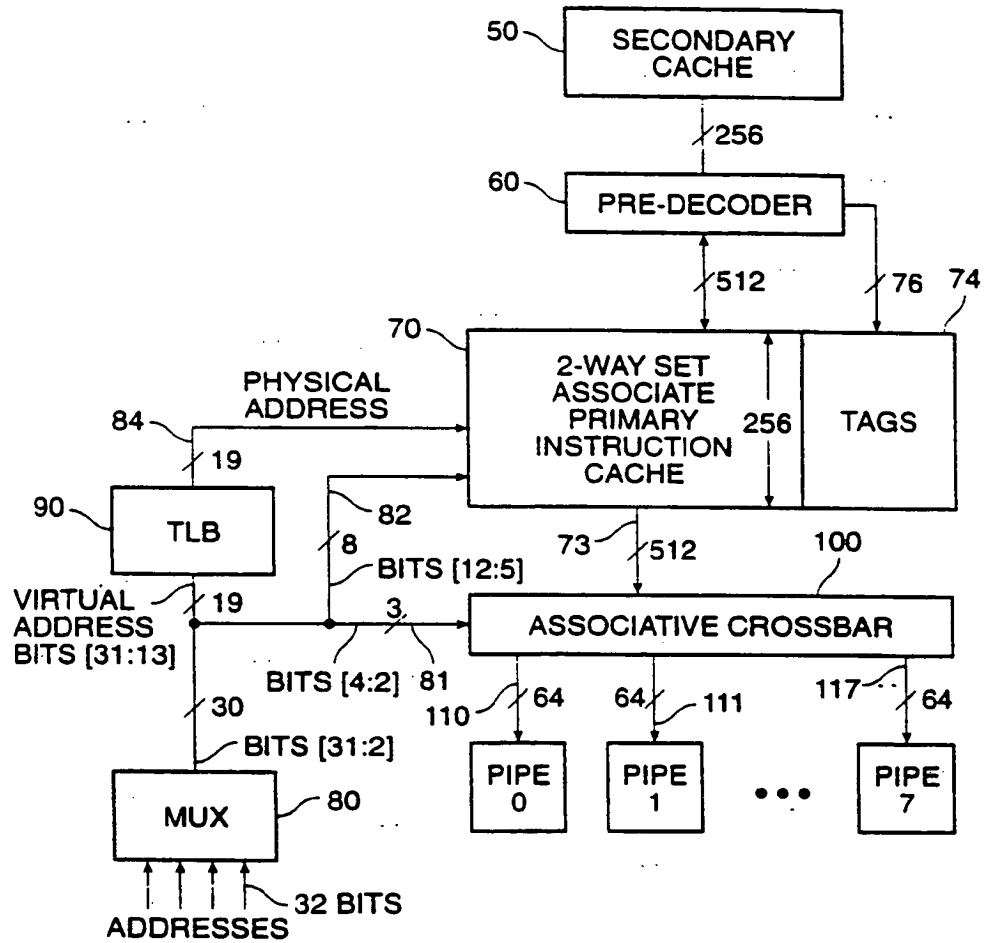 50
SECONDARY
CACHE
256
60
PRE-DECODER
512
76
74
70
2-WAY SET
ASSOCIATE
PRIMARY
INSTRUCTION
CACHE
256
TAGS
PHYSICAL
ADDRESS
84
19
90
TLB
82
8
BITS [12:5]
73
512
100
VIRTUAL
ADDRESS
BITS [31:13]
19
3
ASSOCIATIVE CROSSBAR
BITS [4:2]
81
30
BITS [31:2]
110
64
64
111
117
64
PIPE
0
PIPE
1
PIPE
7
MUX
80
32 BITS
ADDRESSES